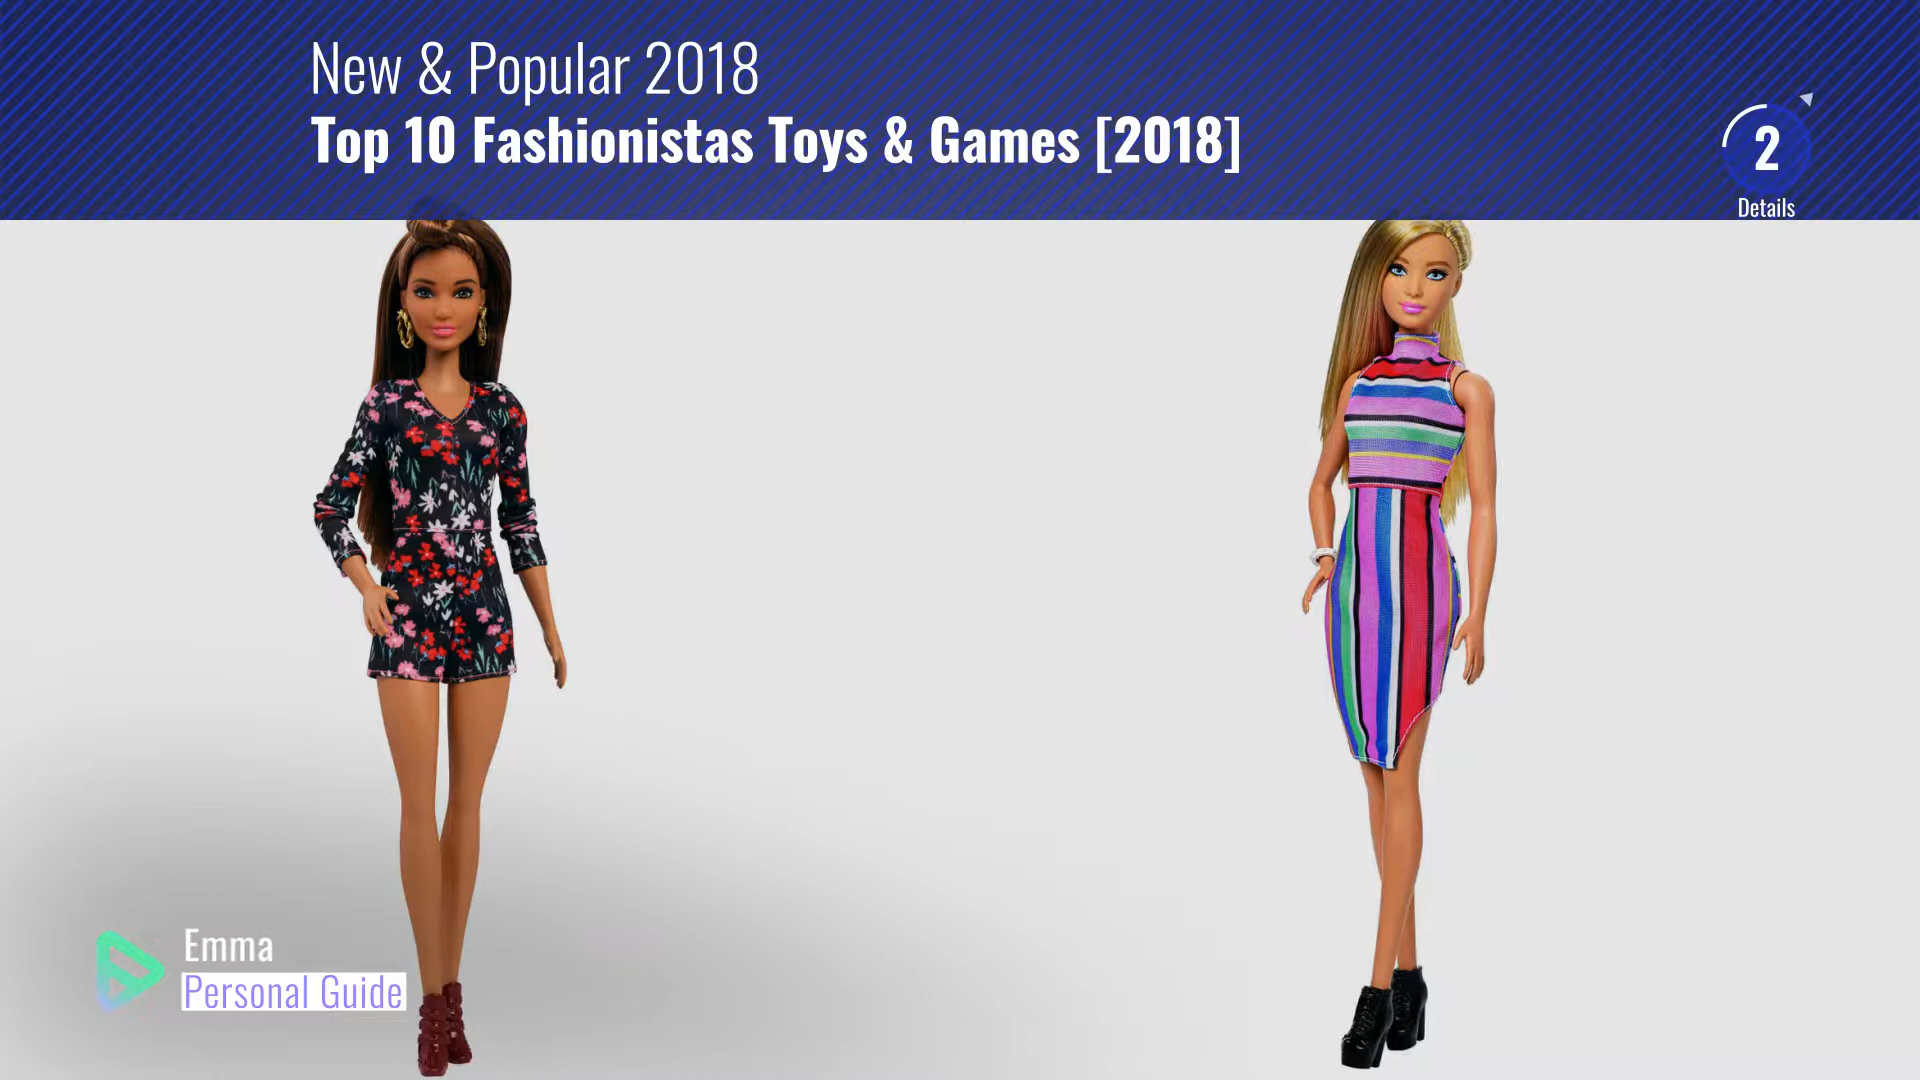 New & Popular 2018
Top 10 Fashionistas Toys & Games [2018]
2
Details
Emma
Personal Guide